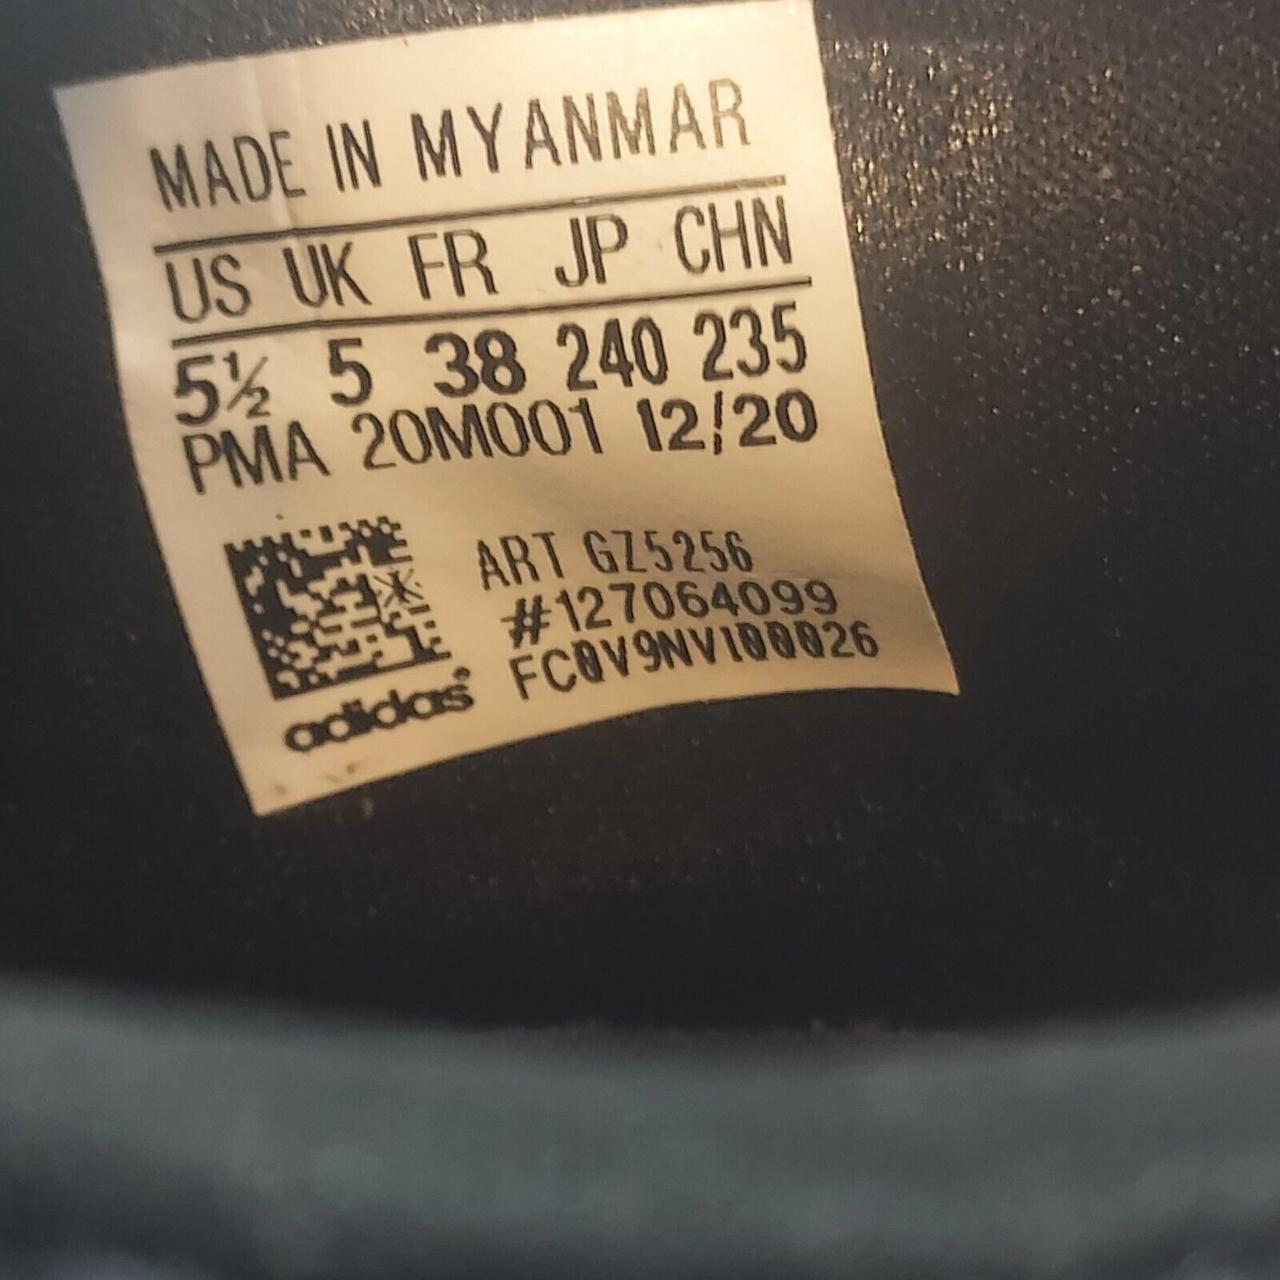 MADE IN MYANMAR
US UK FR JP CHN
5½ 5 38 240 235
PMA 20M001 12/20
ART GZ5256
#127064099
FC0V9NV100026
adidas®